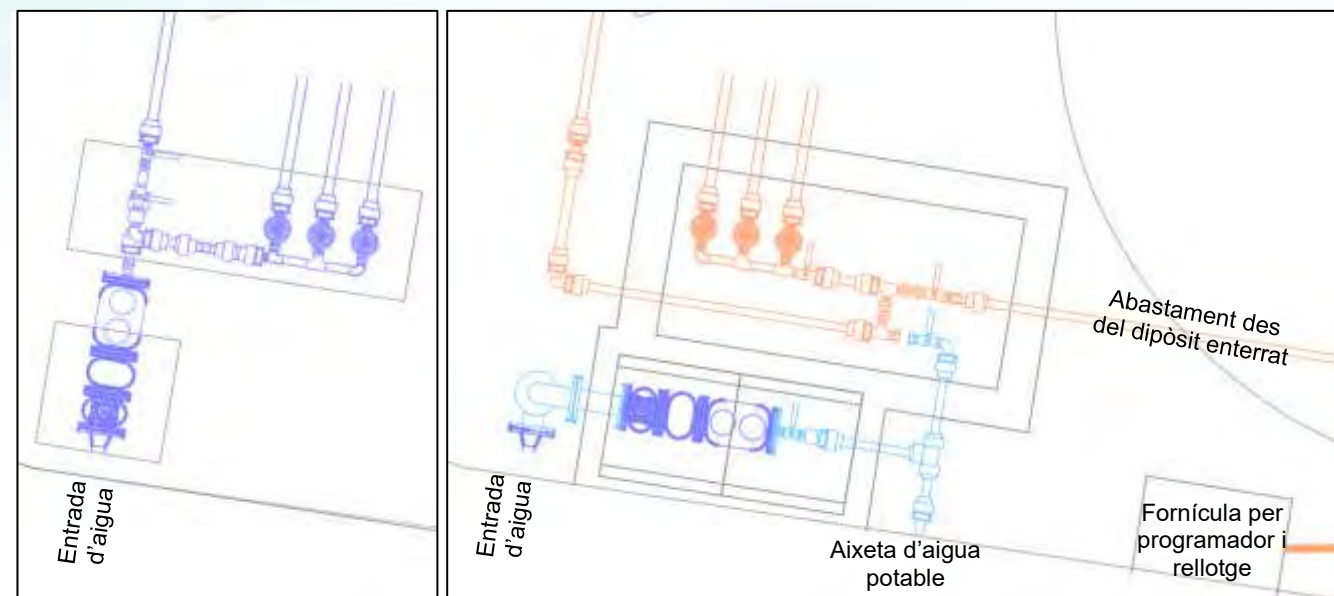 Entrada
d’aigua
Entrada
d’aigua
Abastament des
del dipòsit enterrat
Aixeta d’aigua
potable
Fornícula per
programador i
rellotge